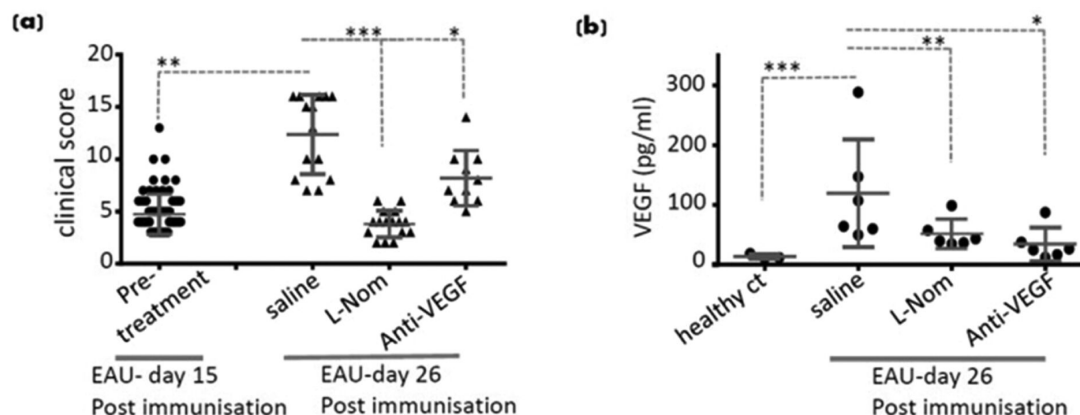 (a)
**
***
*
clinical score
20
15
10
5
0
Pre-
treatment
saline
L-Nom
Anti-VEGF
EAU- day 15
Post immunisation
EAU-day 26
Post immunisation
(b)
*
**
***
VEGF (pg/ml)
300
200
100
0
healthy ct
saline
L-Nom
Anti-VEGF
EAU-day 26
Post immunisation